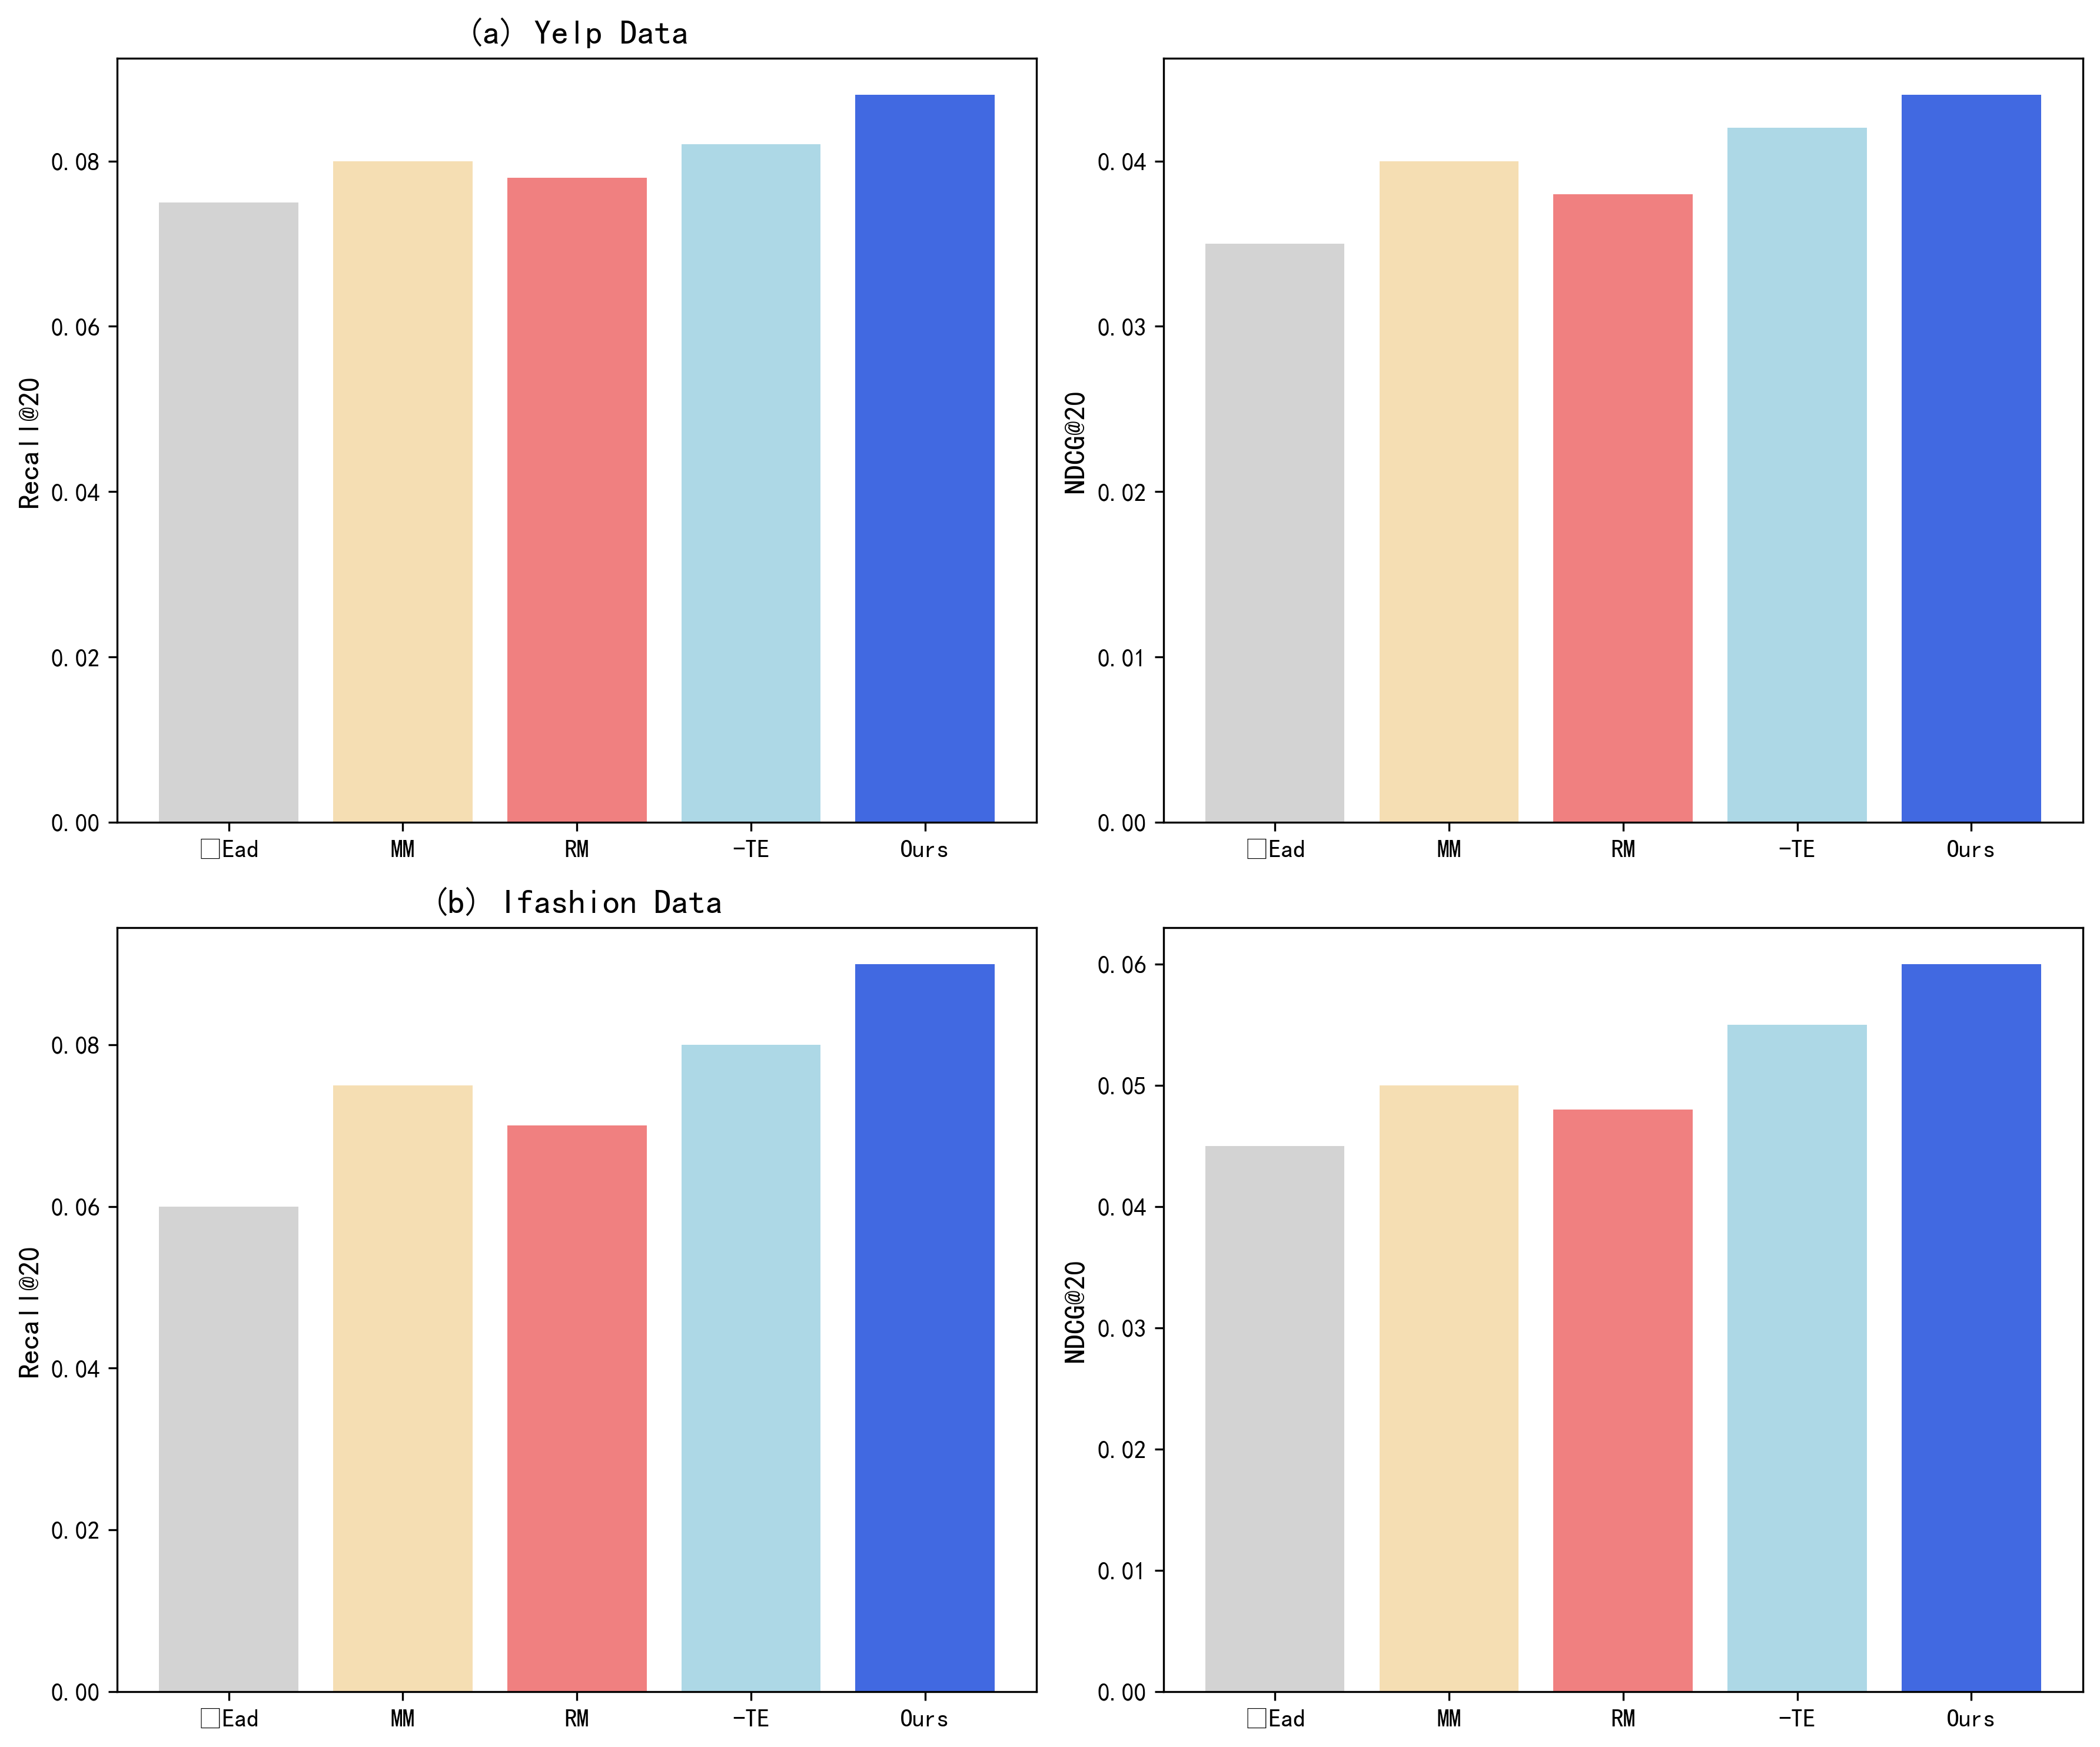 (a) Yelp Data
Recall@20
0.08
0.06
0.04
0.02
0.00
□Ead MM RM -TE Ours
NDCG@20
0.04
0.03
0.02
0.01
0.00
□Ead MM RM -TE Ours
(b) Ifashion Data
Recall@20
0.08
0.06
0.04
0.02
0.00
□Ead MM RM -TE Ours
NDCG@20
0.06
0.05
0.04
0.03
0.02
0.01
0.00
□Ead MM RM -TE Ours